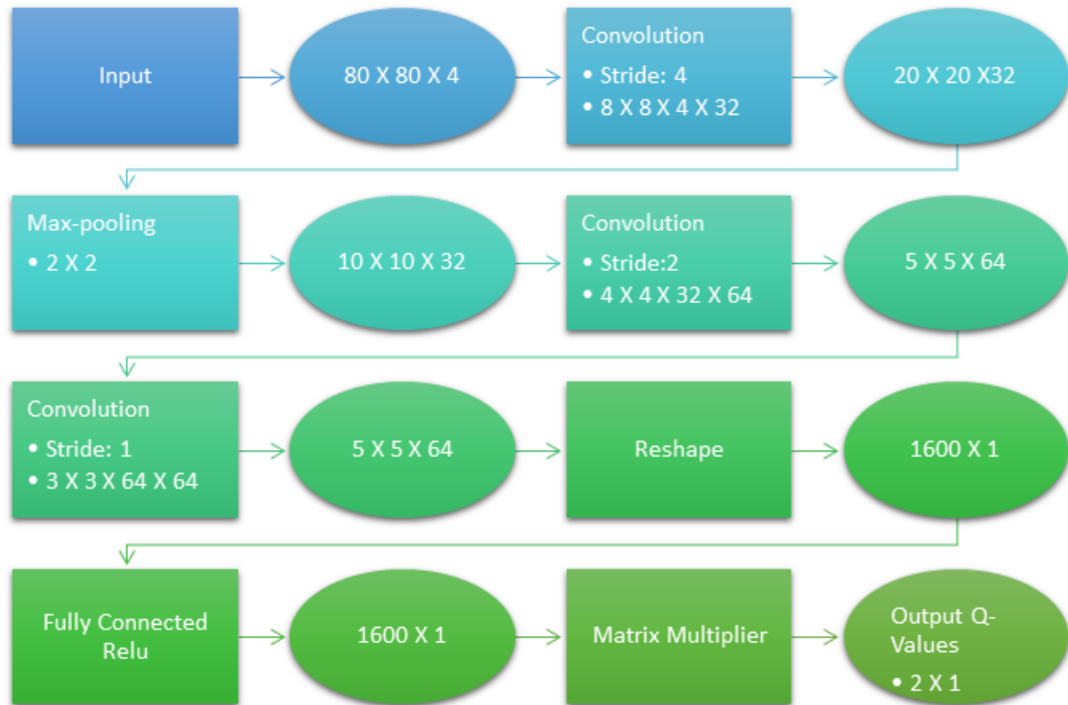 Input
80 X 80 X 4
Convolution
• Stride: 4
• 8 X 8 X 4 X 32
20 X 20 X32
Max-pooling
• 2 X 2
10 X 10 X 32
Convolution
• Stride:2
• 4 X 4 X 32 X 64
5 X 5 X 64
Convolution
• Stride: 1
• 3 X 3 X 64 X 64
5 X 5 X 64
Reshape
1600 X 1
Fully Connected
Relu
1600 X 1
Matrix Multiplier
Output Q-
Values
• 2 X 1